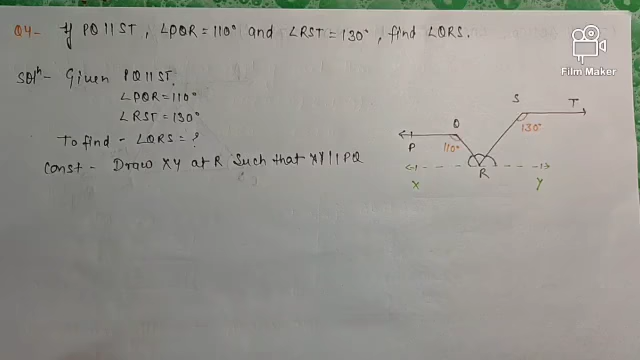 Q4- If PQ || ST, ∠PQR = 110° and ∠RST = 130°, find ∠QRS.
Film Maker
Solⁿ- Given PQ || ST.
∠PQR = 110°
∠RST = 130°
To find - ∠QRS = ?
Const - Draw XY at R such that XY || PQ
S T
130°
Q
P 110°
R
X Y